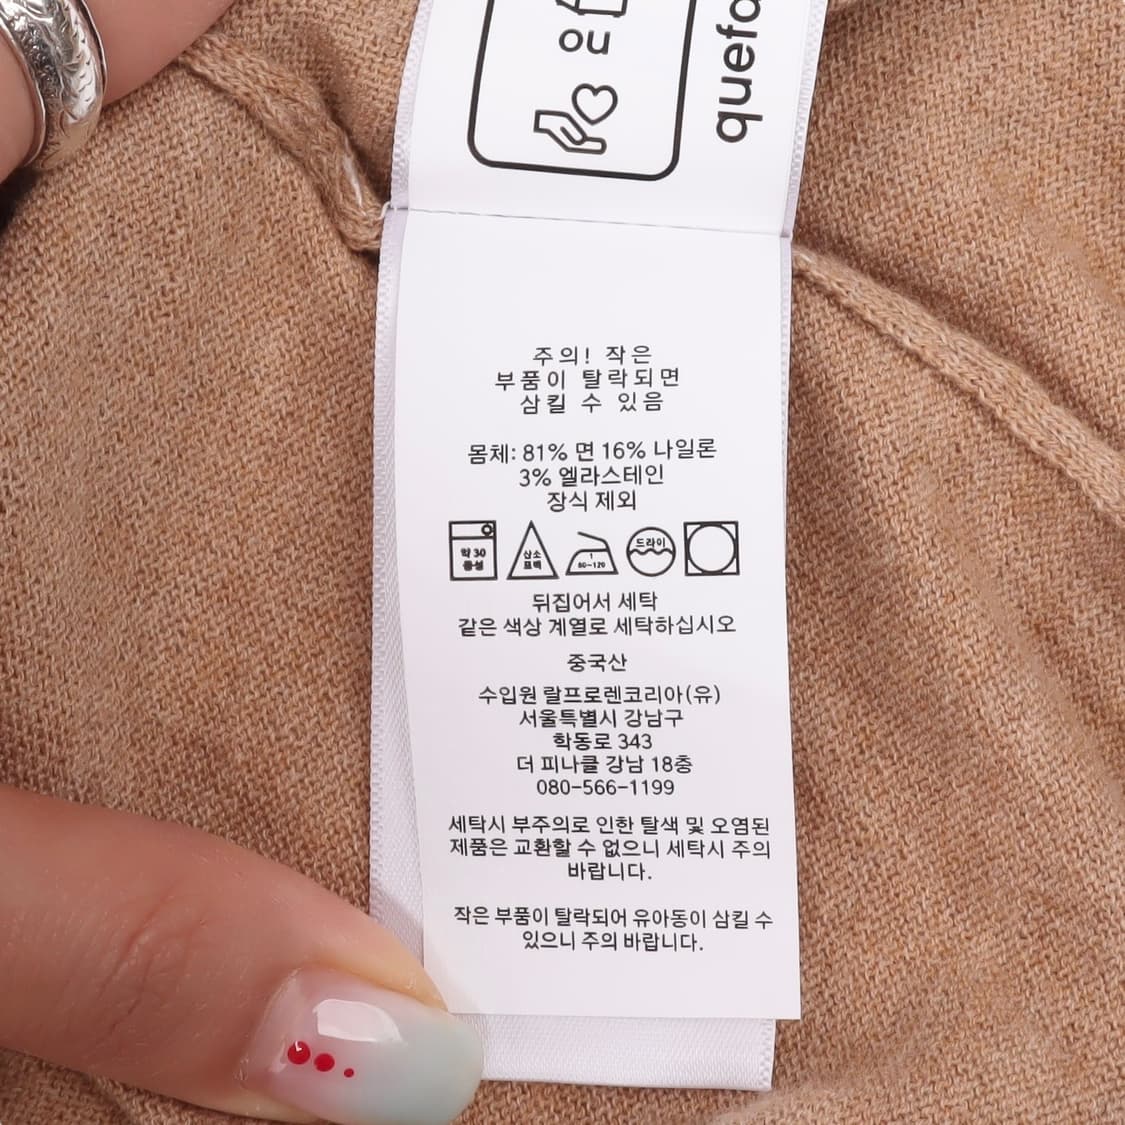 quefa
주의! 작은
부품이 탈락되면
삼킬 수 있음
몸체: 81% 면 16% 나일론
3% 엘라스테인
장식 제외
약 30
중성
산소
표백
1
80~120
드라이
뒤집어서 세탁
같은 색상 계열로 세탁하십시오
중국산
수입원 랄프로렌코리아(유)
서울특별시 강남구
학동로 343
더 피나클 강남 18층
080-566-1199
세탁시 부주의로 인한 탈색 및 오염된
제품은 교환할 수 없으니 세탁시 주의
바랍니다.
작은 부품이 탈락되어 유아동이 삼킬 수
있으니 주의 바랍니다.